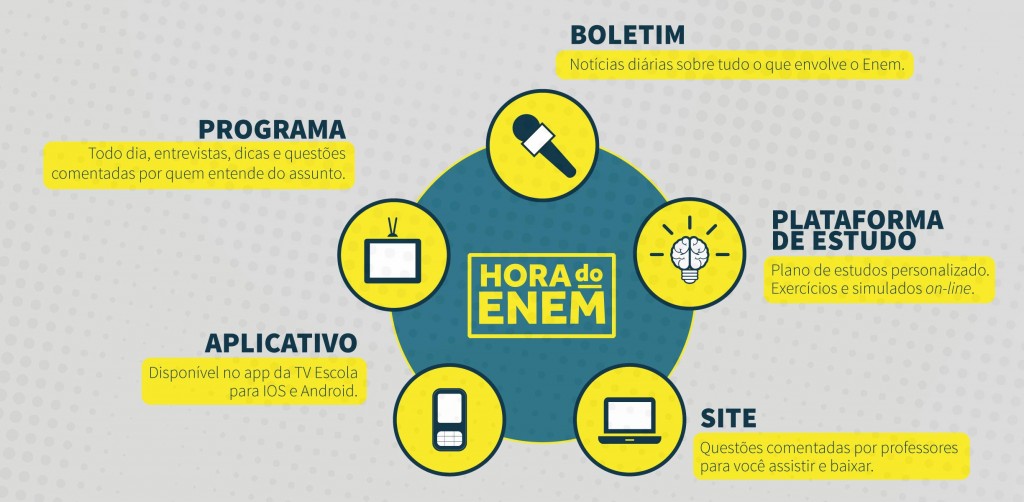 BOLETIM
Notícias diárias sobre tudo o que envolve o Enem.
PROGRAMA
Todo dia, entrevistas, dicas e questões
comentadas por quem entende do assunto.
PLATAFORMA
DE ESTUDO
Plano de estudos personalizado.
Exercícios e simulados on-line.
HORA do
ENEM
APLICATIVO
Disponível no app da TV Escola
para IOS e Android.
SITE
Questões comentadas por professores
para você assistir e baixar.